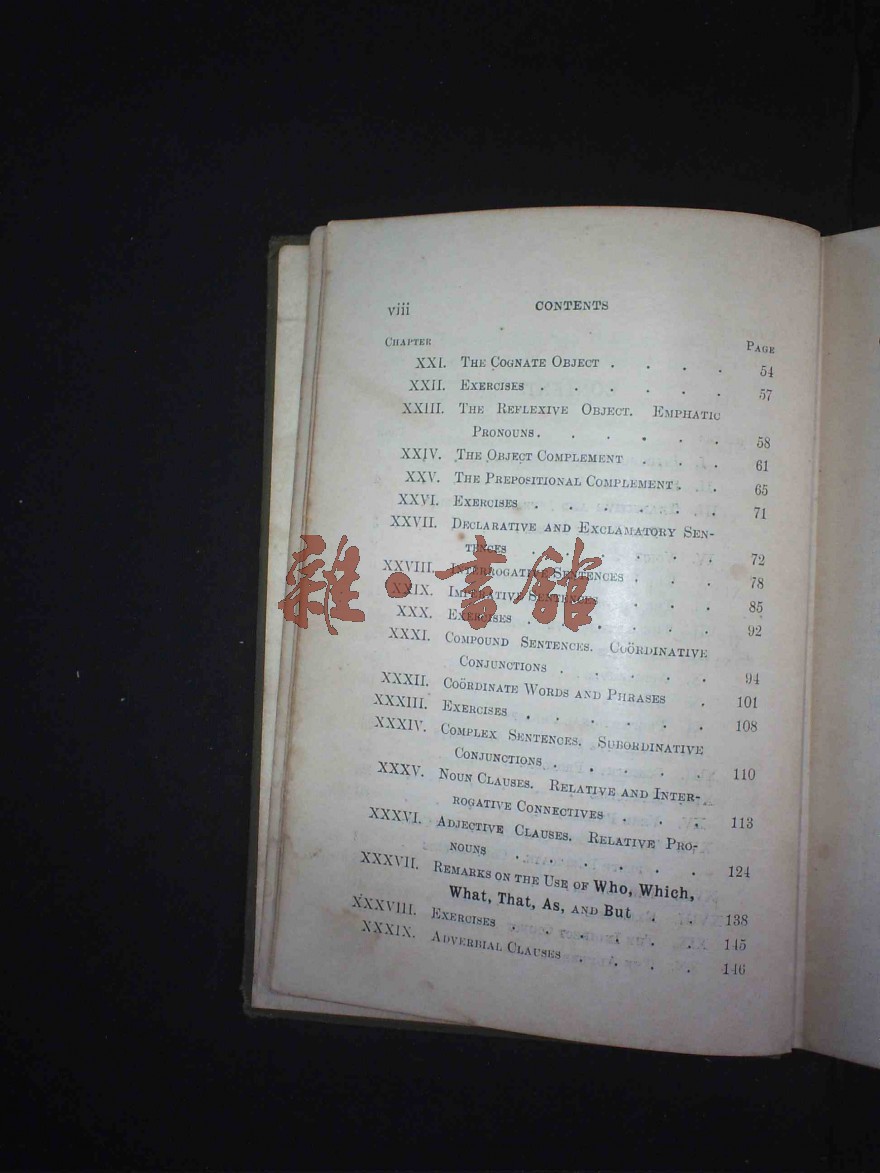 viii CONTENTS
CHAPTER PAGE
XXI. THE COGNATE OBJECT . . . . 54
XXII. EXERCISES . . . . . . 57
XXIII. THE REFLEXIVE OBJECT. EMPHATIC
PRONOUNS. . . . . . 58
XXIV. THE OBJECT COMPLEMENT . . . 61
XXV. THE PREPOSITIONAL COMPLEMENT . . 65
XXVI. EXERCISES . . . . . . 71
XXVII. DECLARATIVE AND EXCLAMATORY SEN-
TENCES . . . . . . 72
XXVIII. INTERROGATIVE SENTENCES . . . 78
XXIX. IMPERATIVE SENTENCES . . . 85
XXX. EXERCISES . . . . . . 92
雜·書館
XXXI. COMPOUND SENTENCES. COÖRDINATIVE
CONJUNCTIONS . . . . . 94
XXXII. COÖRDINATE WORDS AND PHRASES . 101
XXXIII. EXERCISES . . . . . . 108
XXXIV. COMPLEX SENTENCES. SUBORDINATIVE
CONJUNCTIONS . . . . . 110
XXXV. NOUN CLAUSES. RELATIVE AND INTER-
ROGATIVE CONNECTIVES . . . 113
XXXVI. ADJECTIVE CLAUSES. RELATIVE PRO-
NOUNS . . . . . . 124
XXXVII. REMARKS ON THE USE OF Who, Which,
What, That, As, AND But . . 138
XXXVIII. EXERCISES . . . . . . 145
XXXIX. ADVERBIAL CLAUSES . . . . 146